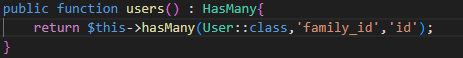 public function users() : HasMany{
return $this->hasMany(User::class,'family_id','id');
}